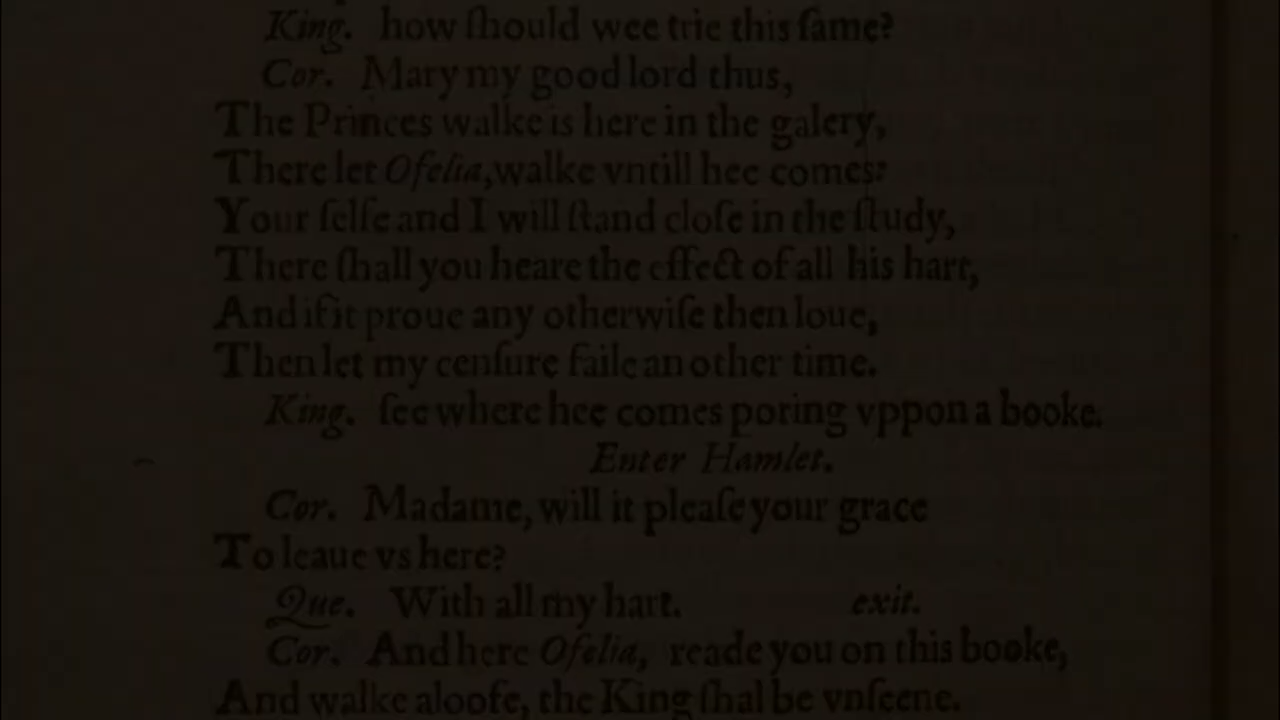 King. how ſhould wee trie this ſame?
Cor. Mary my good lord thus,
The Princes walke is here in the galery,
There let Ofelia, walke vntill hee comes:
Your ſelfe and I will ſtand cloſe in the ſtudy,
There ſhall you heare the effect of all his hart,
And if it proue any otherwiſe then loue,
Then let my cenſure faile an other time.
King. ſee where hee comes poring vppon a booke.
Enter Hamlet.
Cor. Madame, will it pleaſe your grace
To leaue vs here?
Que. With all my hart. exit.
Cor. And here Ofelia, reade you on this booke,
And walke aloofe, the King ſhal be vnſeene.